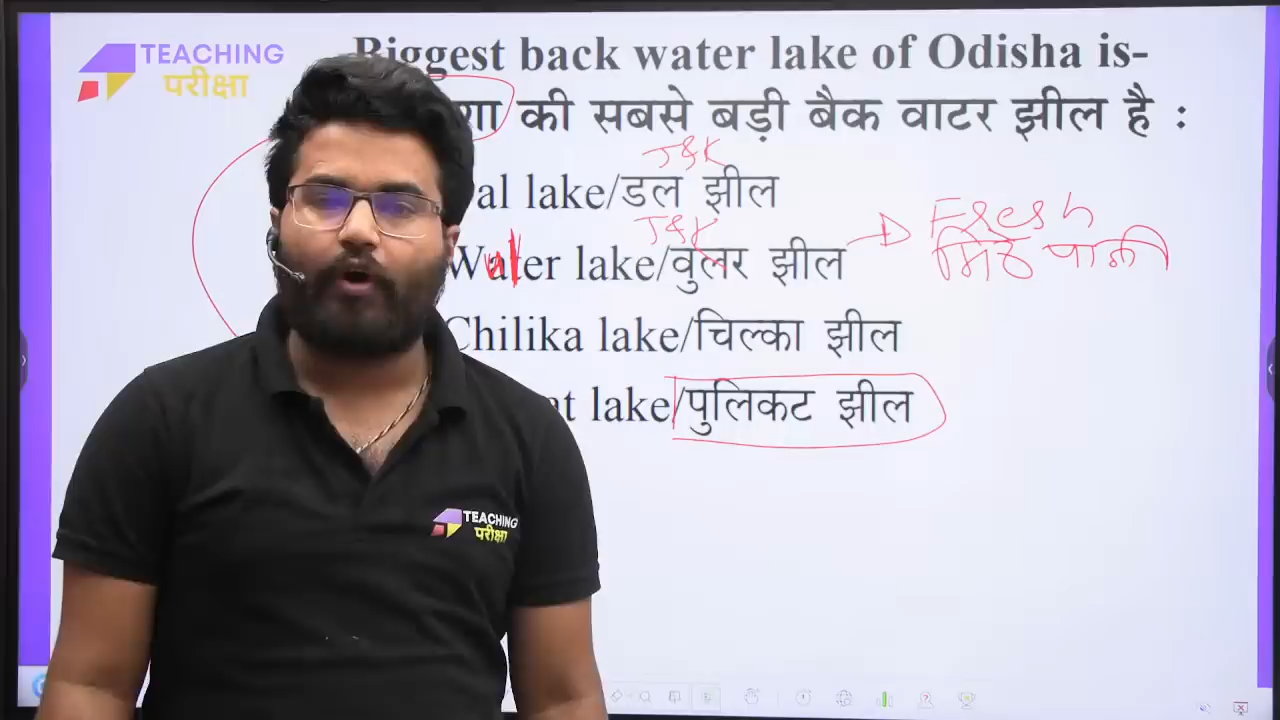 TEACHING
परीक्षा
Biggest back water lake of Odisha is-
की सबसे बड़ी बैक वाटर झील है :
J&K
al lake/डल झील
J&K
Water lake/वुलर झील
Fresh
Chilika lake/चिल्का झील
at lake/पुलिकट झील
TEACHING
परीक्षा